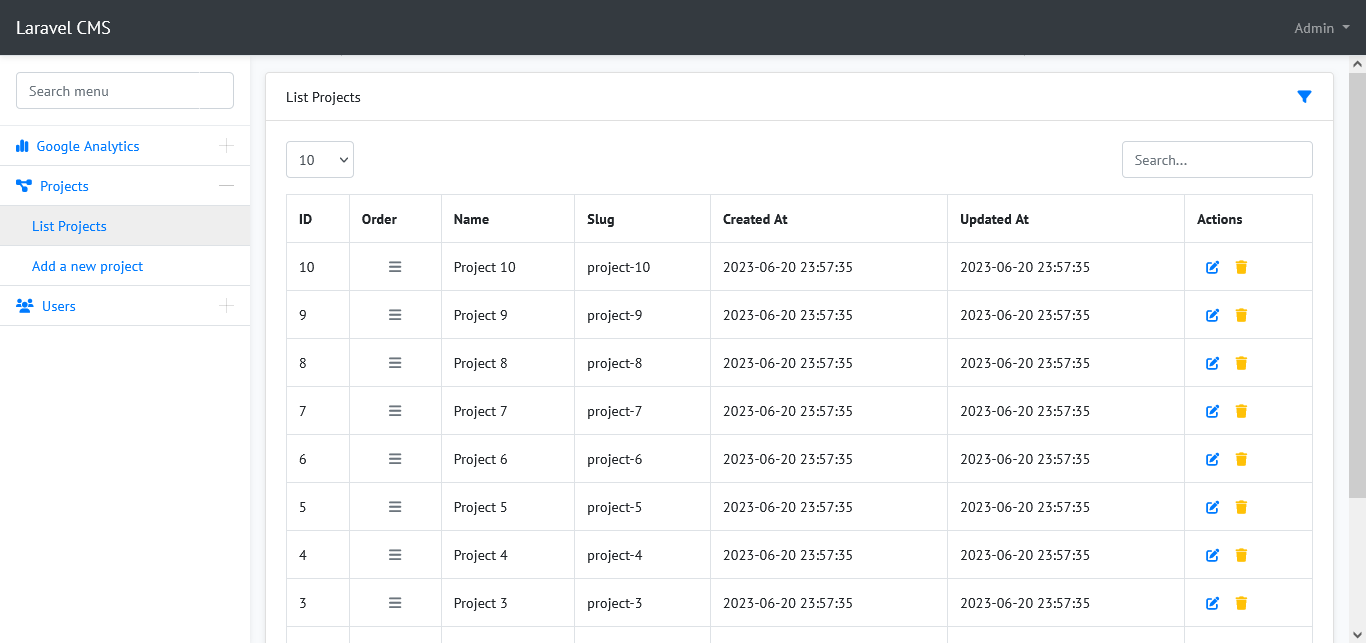 Laravel CMS
Admin
Search menu
Google Analytics
Projects
List Projects
Add a new project
Users
List Projects
10
Search...
ID Order Name Slug Created At Updated At Actions
10 Project 10 project-10 2023-06-20 23:57:35 2023-06-20 23:57:35
9 Project 9 project-9 2023-06-20 23:57:35 2023-06-20 23:57:35
8 Project 8 project-8 2023-06-20 23:57:35 2023-06-20 23:57:35
7 Project 7 project-7 2023-06-20 23:57:35 2023-06-20 23:57:35
6 Project 6 project-6 2023-06-20 23:57:35 2023-06-20 23:57:35
5 Project 5 project-5 2023-06-20 23:57:35 2023-06-20 23:57:35
4 Project 4 project-4 2023-06-20 23:57:35 2023-06-20 23:57:35
3 Project 3 project-3 2023-06-20 23:57:35 2023-06-20 23:57:35